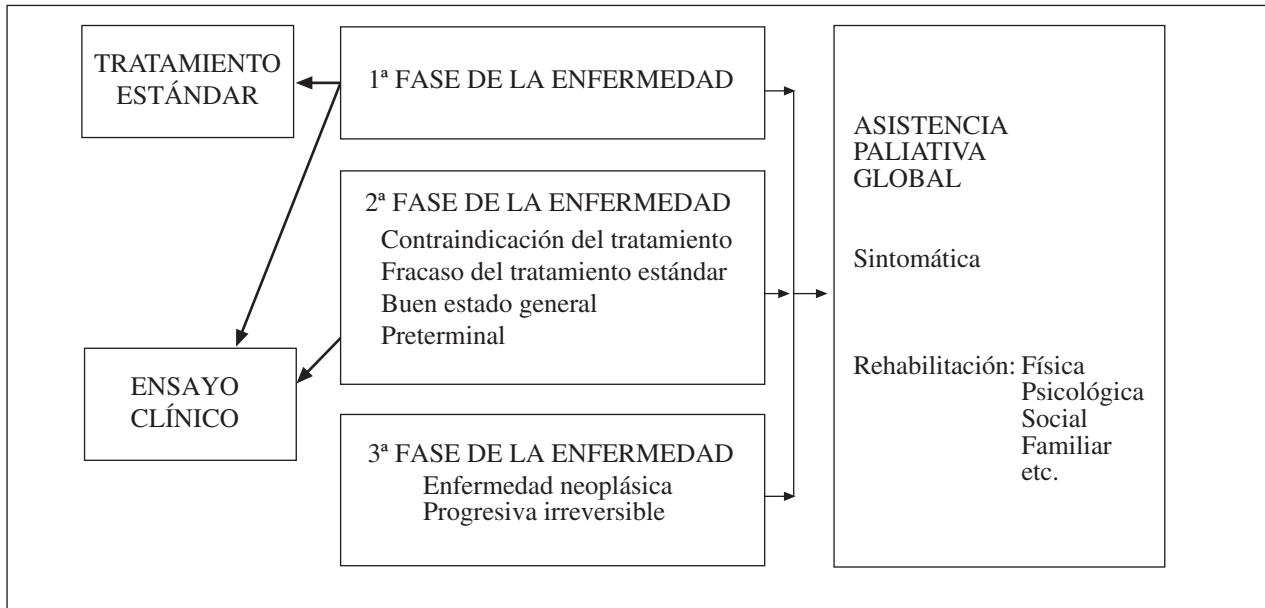 TRATAMIENTO
ESTÁNDAR
1ª FASE DE LA ENFERMEDAD
2ª FASE DE LA ENFERMEDAD
Contraindicación del tratamiento
Fracaso del tratamiento estándar
Buen estado general
Preterminal
ENSAYO
CLÍNICO
3ª FASE DE LA ENFERMEDAD
Enfermedad neoplásica
Progresiva irreversible
ASISTENCIA
PALIATIVA
GLOBAL
Sintomática
Rehabilitación: Física
Psicológica
Social
Familiar
etc.